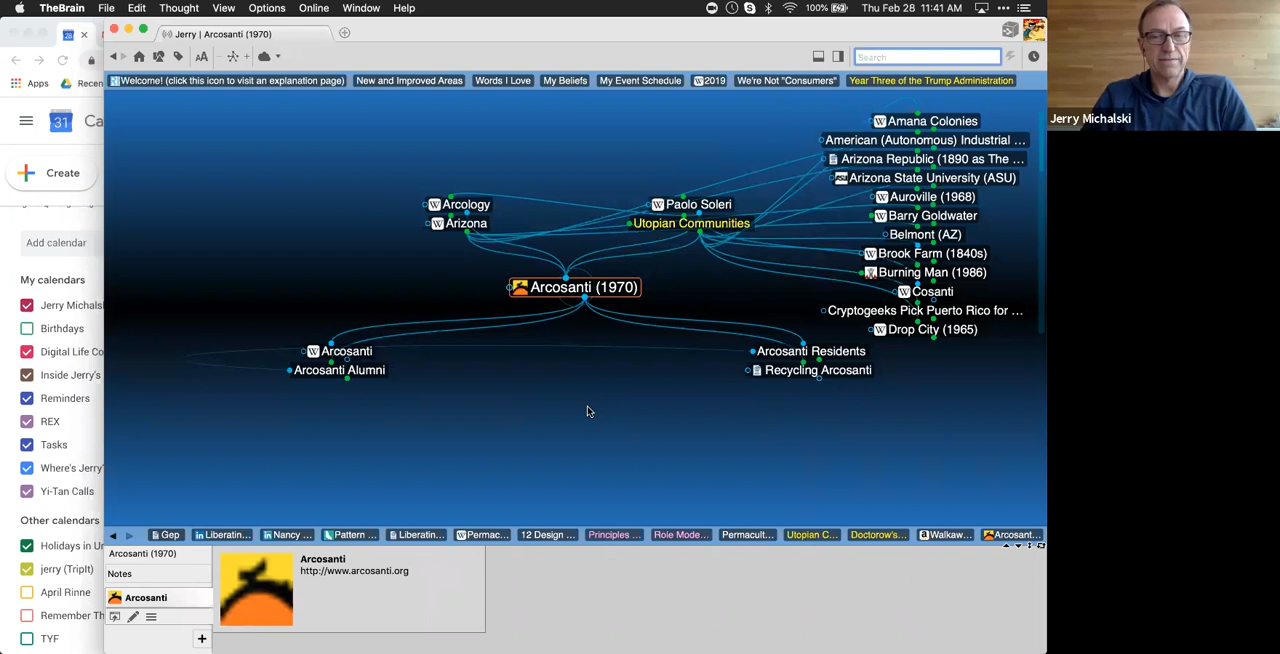 TheBrain File Edit Thought View Options Online Window Help
100% Thu Feb 28 11:41 AM
28
Jerry | Arcosanti (1970)
AA
Search
Apps
Recen
Welcome! (click this icon to visit an explanation page)
New and Improved Areas
Words I Love
My Beliefs
My Event Schedule
2019
We're Not "Consumers"
Year Three of the Trump Administration
31
Ca
Create
Add calendar
My calendars
Jerry Michals
Birthdays
Digital Life Co
Inside Jerry's
Reminders
REX
Tasks
Where's Jerry?
Yi-Tan Calls
Other calendars
Holidays in Un
jerry (TripIt)
April Rinne
Remember Th
TYF
Arcology
Arizona
Paolo Soleri
Utopian Communities
Amana Colonies
American (Autonomous) Industrial ...
Arizona Republic (1890 as The ...
Arizona State University (ASU)
Auroville (1968)
Barry Goldwater
Belmont (AZ)
Brook Farm (1840s)
Burning Man (1986)
Cosanti
Cryptogeeks Pick Puerto Rico for ...
Drop City (1965)
Arcosanti (1970)
Arcosanti
Arcosanti Alumni
Arcosanti Residents
Recycling Arcosanti
Gep
Liberatin...
Nancy ...
Pattern ...
Liberatin...
Permac...
12 Design ...
Principles ...
Role Mode...
Permacult...
Utopian C...
Doctorow's...
Walkaw...
Arcosant...
Arcosanti (1970)
Notes
Arcosanti
Arcosanti
http://www.arcosanti.org
Jerry Michalski